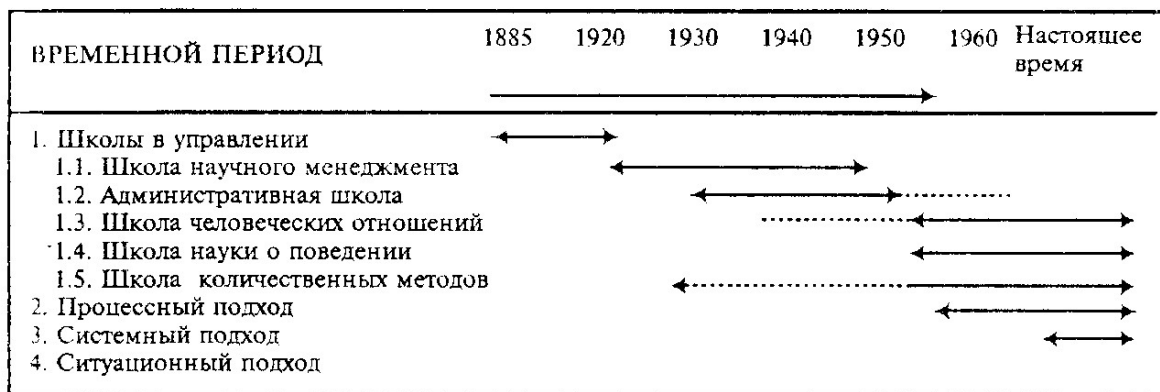 ВРЕМЕННОЙ ПЕРИОД 1885 1920 1930 1940 1950 1960 Настоящее
время
1. Школы в управлении
1.1. Школа научного менеджмента
1.2. Административная школа
1.3. Школа человеческих отношений
1.4. Школа науки о поведении
1.5. Школа количественных методов
2. Процессный подход
3. Системный подход
4. Ситуационный подход